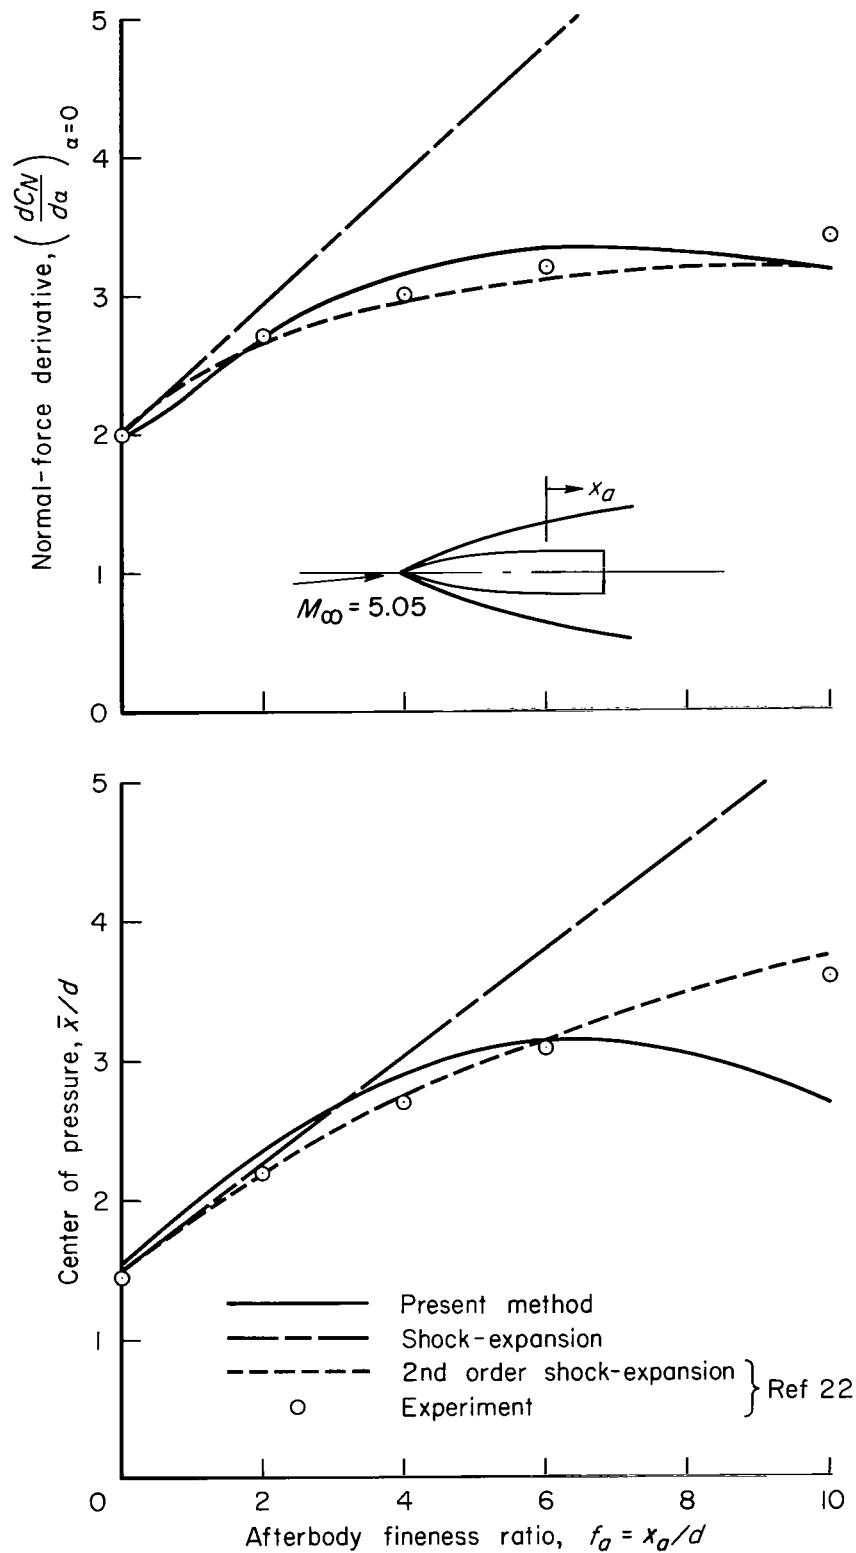 5
4
3
2
1
0
Normal-force derivative, (dC_N/dα)_α=0
x_a
M_∞ = 5.05
5
4
3
2
1
0
2
4
6
8
10
Center of pressure, x̄/d
Present method
Shock-expansion
2nd order shock-expansion
Experiment
Ref 22
Afterbody fineness ratio, f_a = x_a/d